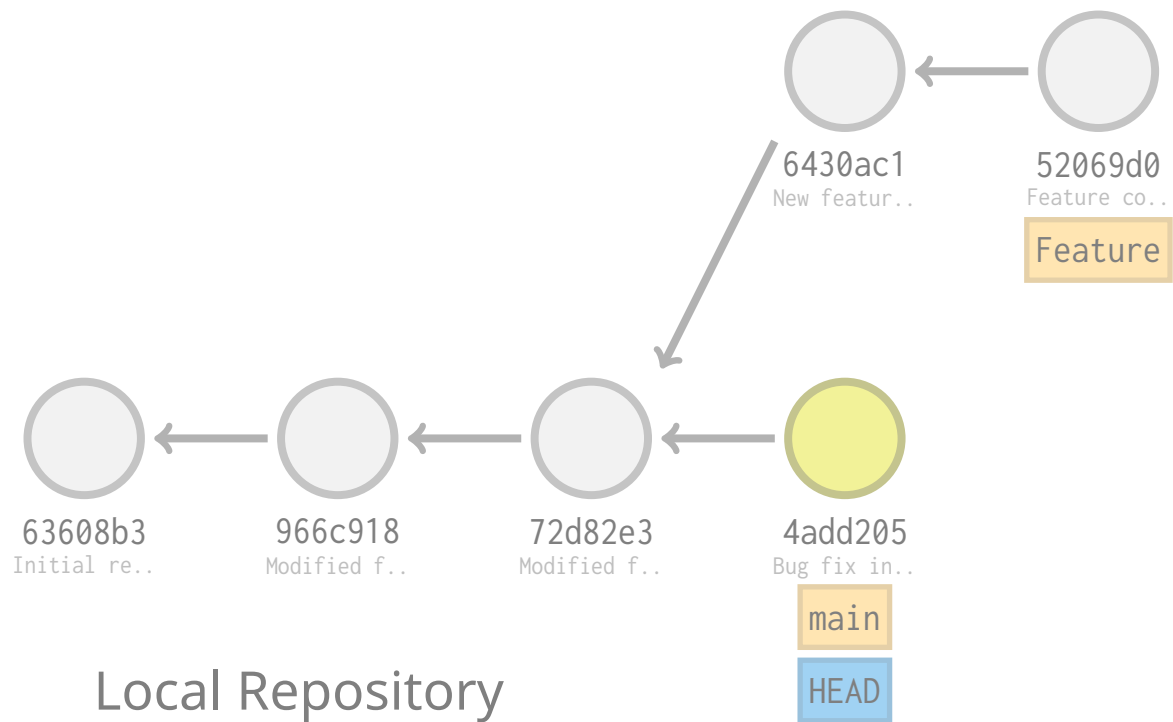 6430ac1
New featur..
52069d0
Feature co..
Feature
63608b3
Initial re..
966c918
Modified f..
72d82e3
Modified f..
4add205
Bug fix in..
main
HEAD
Local Repository